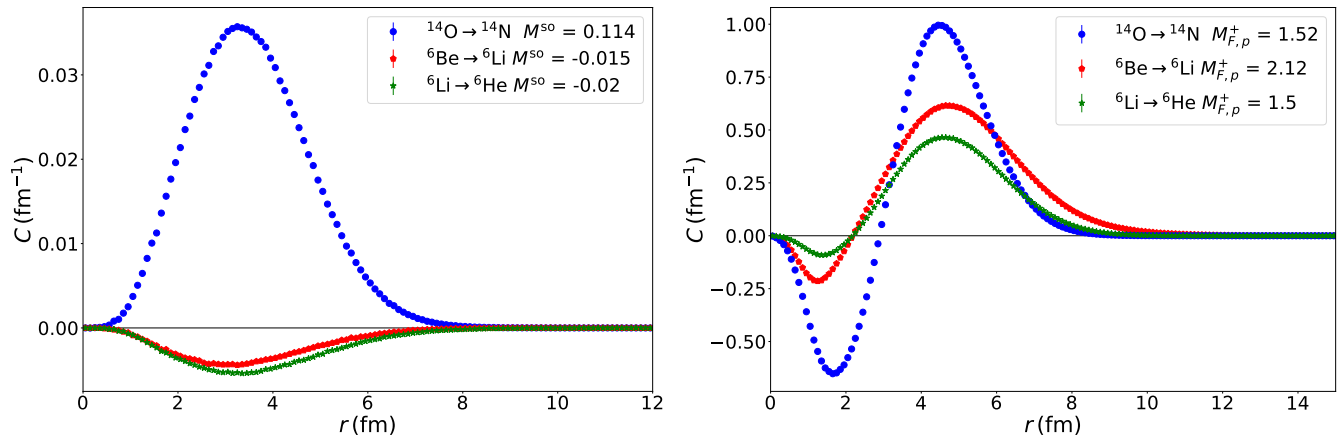 ¹⁴O→¹⁴N Mˢᵒ = 0.114
⁶Be→⁶Li Mˢᵒ = -0.015
⁶Li→⁶He Mˢᵒ = -0.02
C (fm⁻¹)
0.03
0.02
0.01
0.00
0 2 4 6 8 10 12
r (fm)
¹⁴O→¹⁴N M⁺_{F,p} = 1.52
⁶Be→⁶Li M⁺_{F,p} = 2.12
⁶Li→⁶He M⁺_{F,p} = 1.5
C (fm⁻¹)
1.00
0.75
0.50
0.25
0.00
−0.25
−0.50
0 2 4 6 8 10 12 14
r (fm)